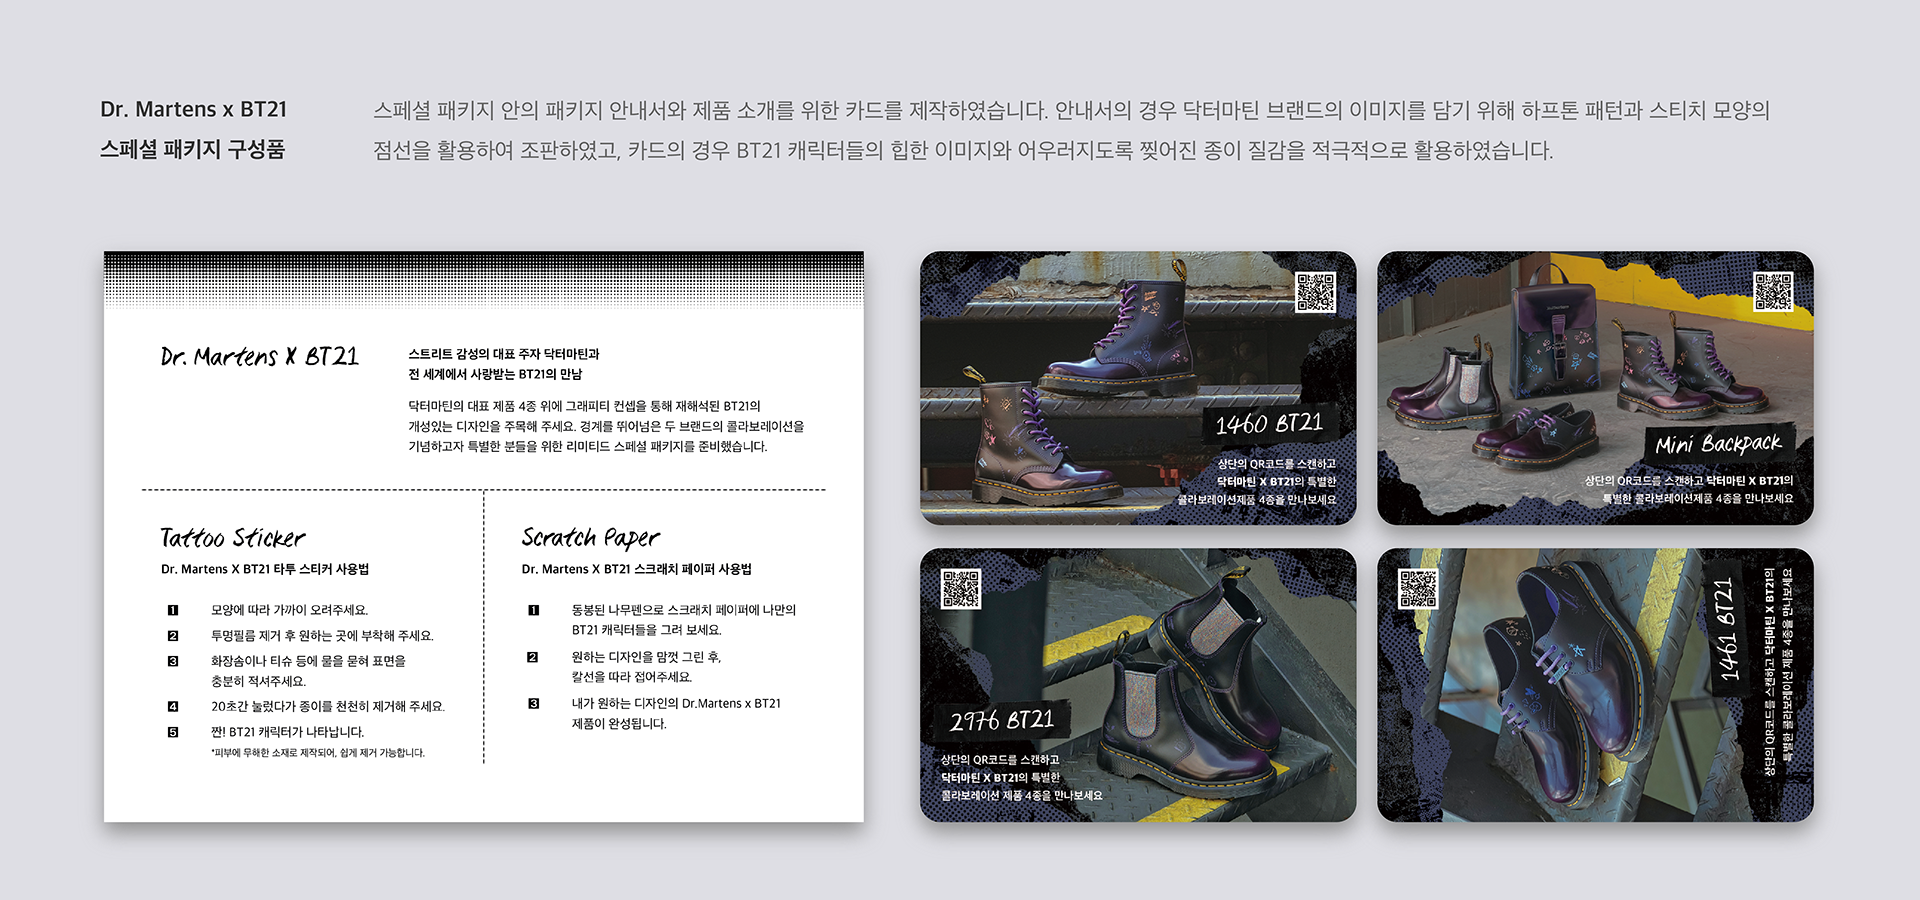 Dr. Martens x BT21
스페셜 패키지 구성품
스페셜 패키지 안의 패키지 안내서와 제품 소개를 위한 카드를 제작하였습니다. 안내서의 경우 닥터마틴 브랜드의 이미지를 담기 위해 하프톤 패턴과 스티치 모양의
점선을 활용하여 조판하였고, 카드의 경우 BT21 캐릭터들의 힙한 이미지와 어우러지도록 찢어진 종이 질감을 적극적으로 활용하였습니다.
Dr. Martens X BT21
스트리트 감성의 대표 주자 닥터마틴과
전 세계에서 사랑받는 BT21의 만남
닥터마틴의 대표 제품 4종 위에 그래피티 컨셉을 통해 재해석된 BT21의
개성있는 디자인을 주목해 주세요. 경계를 뛰어넘은 두 브랜드의 콜라보레이션을
기념하고자 특별한 분들을 위한 리미티드 스페셜 패키지를 준비했습니다.
Tattoo Sticker
Dr. Martens X BT21 타투 스티커 사용법
1 모양에 따라 가까이 오려주세요.
2 투명필름 제거 후 원하는 곳에 부착해 주세요.
3 화장솜이나 티슈 등에 물을 묻혀 표면을
충분히 적셔주세요.
4 20초간 눌렀다가 종이를 천천히 제거해 주세요.
5 짠! BT21 캐릭터가 나타납니다.
*피부에 무해한 소재로 제작되어, 쉽게 제거 가능합니다.
Scratch Paper
Dr. Martens X BT21 스크래치 페이퍼 사용법
1 동봉된 나무펜으로 스크래치 페이퍼에 나만의
BT21 캐릭터들을 그려 보세요.
2 원하는 디자인을 맘껏 그린 후,
칼선을 따라 접어주세요.
3 내가 원하는 디자인의 Dr.Martens x BT21
제품이 완성됩니다.
1460 BT21
상단의 QR코드를 스캔하고
닥터마틴 X BT21의 특별한
콜라보레이션제품 4종을 만나보세요
Mini Backpack
상단의 QR코드를 스캔하고 닥터마틴 X BT21의
특별한 콜라보레이션제품 4종을 만나보세요
2976 BT21
상단의 QR코드를 스캔하고
닥터마틴 X BT21의 특별한
콜라보레이션 제품 4종을 만나보세요
1461 BT21
상단의 QR코드를 스캔하고 닥터마틴 X BT21의
특별한 콜라보레이션 제품 4종을 만나보세요